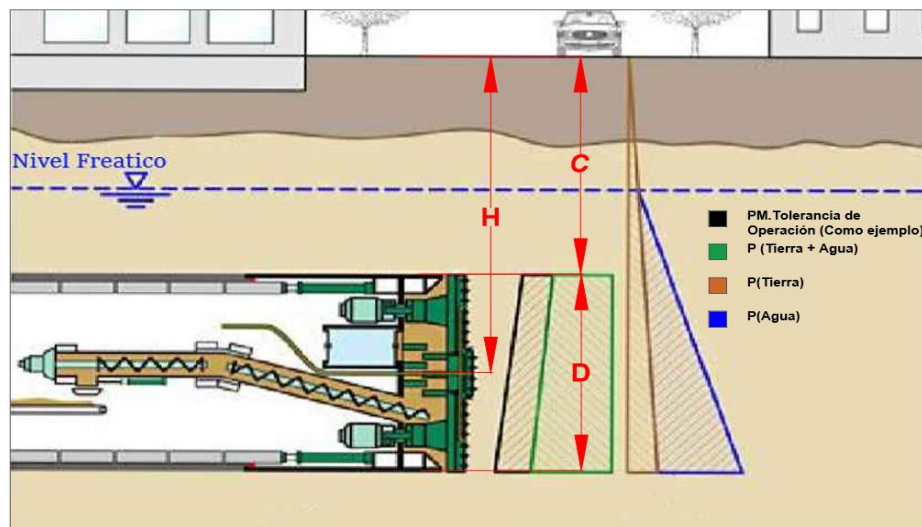 Nivel Freatico
C
H
D
PM.Tolerancia de
Operación (Como ejemplo)
P (Tierra + Agua)
P(Tierra)
P(Agua)